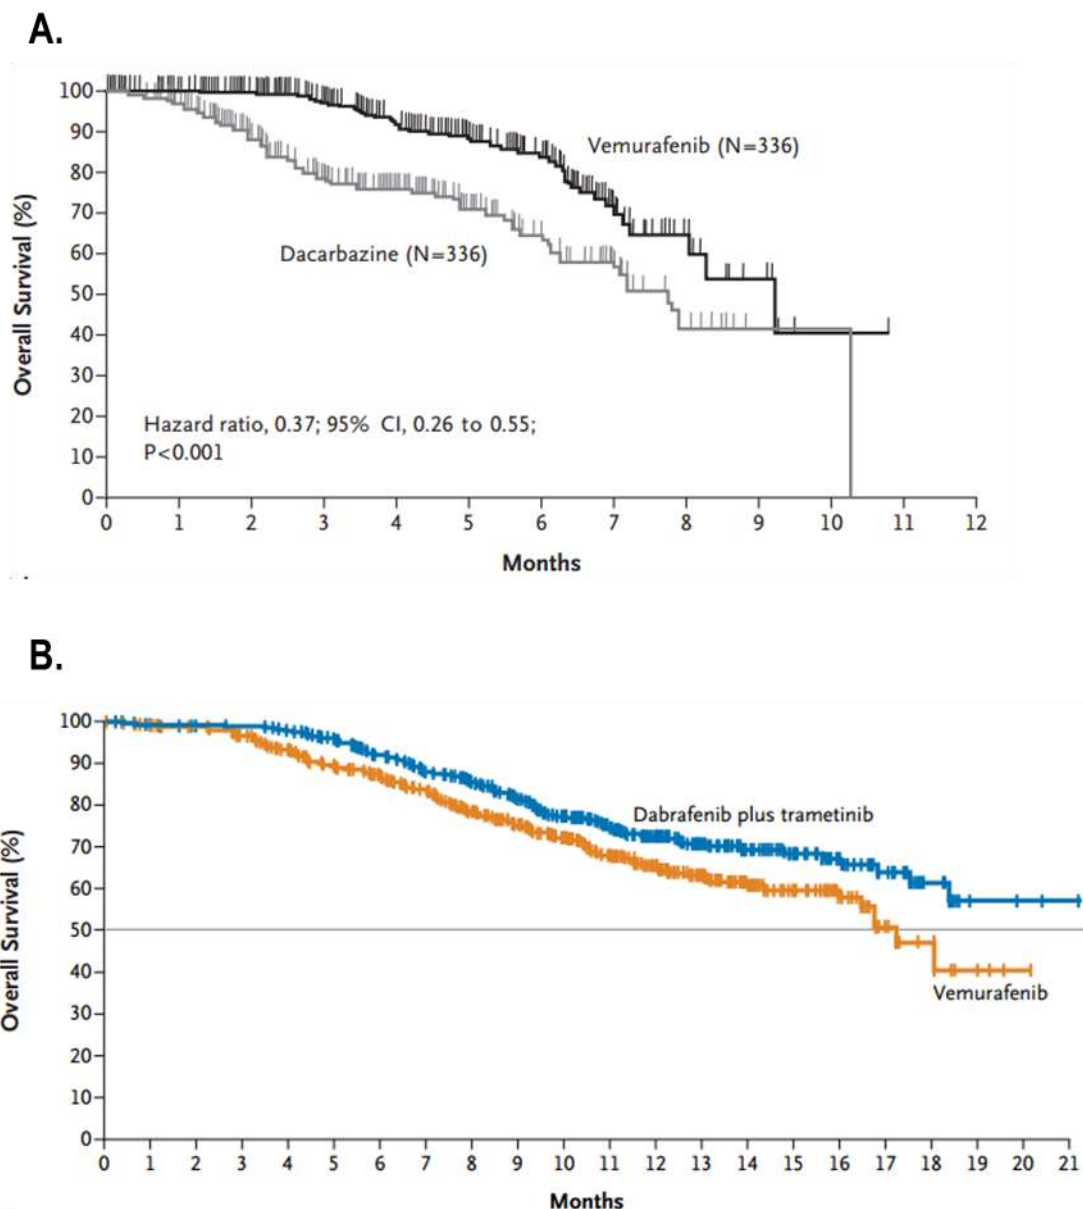 A.
Overall Survival (%)
100
90
80
70
60
50
40
30
20
10
0
Vemurafenib (N=336)
Dacarbazine (N=336)
Hazard ratio, 0.37; 95% CI, 0.26 to 0.55;
P<0.001
0 1 2 3 4 5 6 7 8 9 10 11 12
Months
B.
Overall Survival (%)
100
90
80
70
60
50
40
30
20
10
0
Dabrafenib plus trametinib
Vemurafenib
0 1 2 3 4 5 6 7 8 9 10 11 12 13 14 15 16 17 18 19 20 21
Months